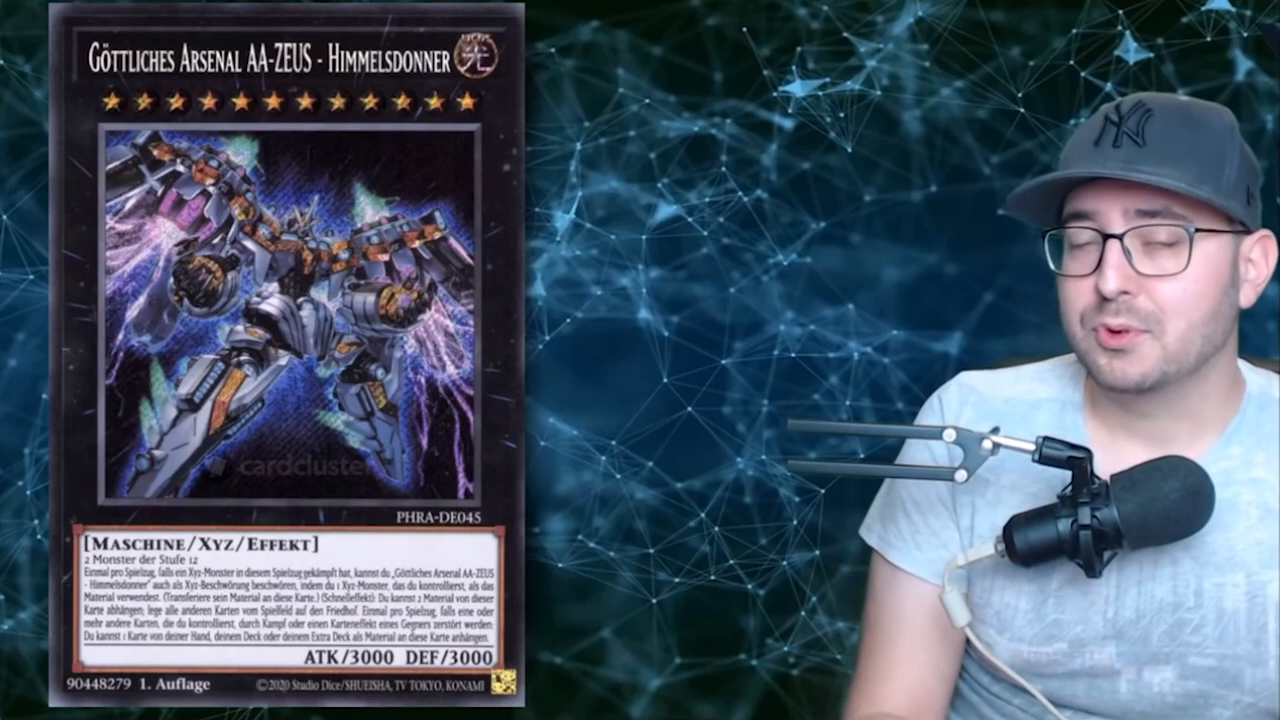 GÖTTLICHES ARSENAL AA-ZEUS - HIMMELSDONNER
光
cardcluster
PHRA-DE045
[MASCHINE/XYZ/EFFEKT]
2 Monster der Stufe 12
Einmal pro Spielzug, falls ein Xyz-Monster in diesem Spielzug gekämpft hat, kannst du „Göttliches Arsenal AA-ZEUS
- Himmelsdonner" auch als Xyz-Beschwörung beschwören, indem du 1 Xyz-Monster, das du kontrollierst, als das
Material verwendest. (Transferiere sein Material an diese Karte.) (Schnelleffekt): Du kannst 2 Material von dieser
Karte abhängen; lege alle anderen Karten vom Spielfeld auf den Friedhof. Einmal pro Spielzug, falls eine oder
mehr andere Karten, die du kontrollierst, durch Kampf oder einen Karteneffekt eines Gegners zerstört werden:
Du kannst 1 Karte von deiner Hand, deinem Deck oder deinem Extra Deck als Material an diese Karte anhängen.
ATK/3000 DEF/3000
90448279 1. Auflage ©2020 Studio Dice/SHUEISHA, TV TOKYO, KONAMI
NY